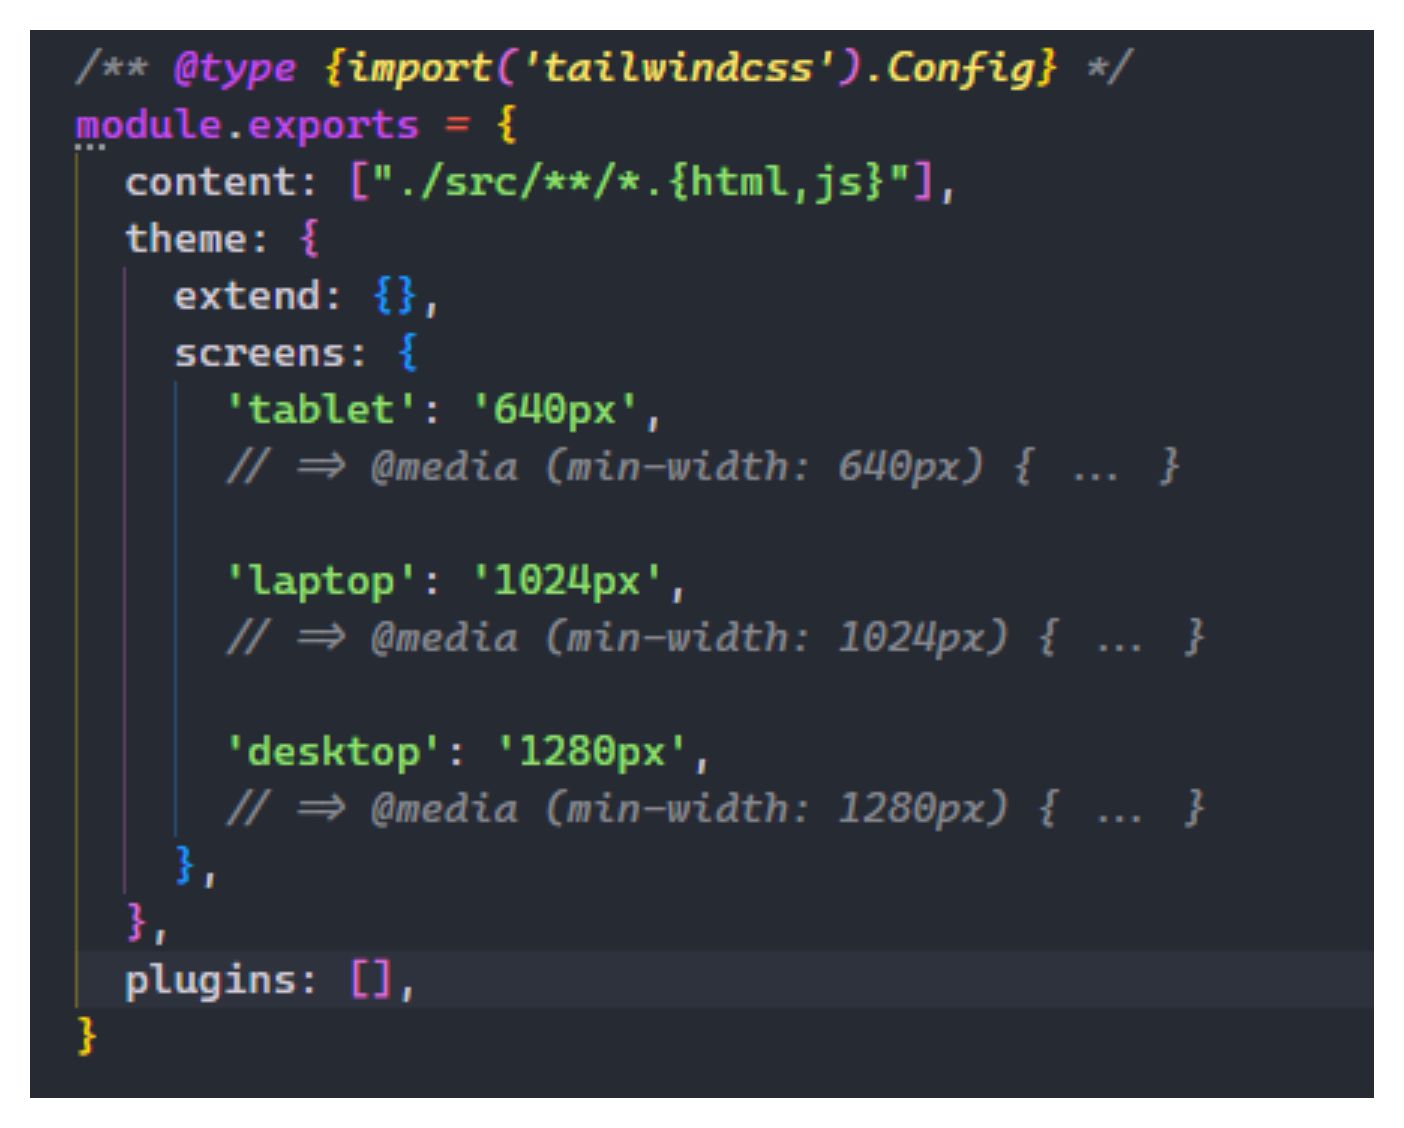 /** @type {import('tailwindcss').Config} */
module.exports = {
  content: ["./src/**/*.{html,js}"],
  theme: {
    extend: {},
    screens: {
      'tablet': '640px',
      // => @media (min-width: 640px) { ... }

      'laptop': '1024px',
      // => @media (min-width: 1024px) { ... }

      'desktop': '1280px',
      // => @media (min-width: 1280px) { ... }
    },
  },
  plugins: [],
}